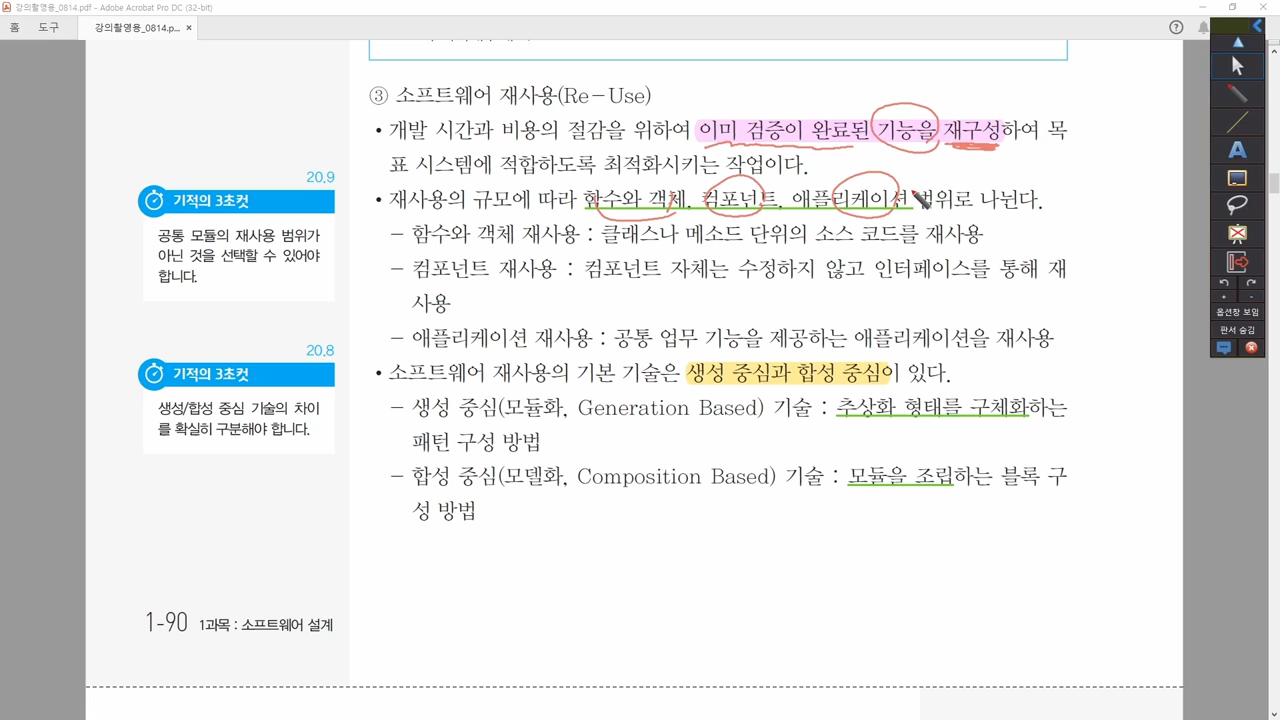 강의촬영용_0814.pdf - Adobe Acrobat Pro DC (32-bit)
홈 도구 강의촬영용_0814.p... ×
③ 소프트웨어 재사용(Re-Use)
• 개발 시간과 비용의 절감을 위하여 이미 검증이 완료된 기능을 재구성하여 목
표 시스템에 적합하도록 최적화시키는 작업이다.
• 재사용의 규모에 따라 함수와 객체, 컴포넌트, 애플리케이션 범위로 나뉜다.
- 함수와 객체 재사용 : 클래스나 메소드 단위의 소스 코드를 재사용
- 컴포넌트 재사용 : 컴포넌트 자체는 수정하지 않고 인터페이스를 통해 재
사용
- 애플리케이션 재사용 : 공통 업무 기능을 제공하는 애플리케이션을 재사용
• 소프트웨어 재사용의 기본 기술은 생성 중심과 합성 중심이 있다.
- 생성 중심(모듈화, Generation Based) 기술 : 추상화 형태를 구체화하는
패턴 구성 방법
- 합성 중심(모델화, Composition Based) 기술 : 모듈을 조립하는 블록 구
성 방법
20.9
기적의 3초컷
공통 모듈의 재사용 범위가
아닌 것을 선택할 수 있어야
합니다.
20.8
기적의 3초컷
생성/합성 중심 기술의 차이
를 확실히 구분해야 합니다.
1-90 1과목 : 소프트웨어 설계
옵션창 보임
판서 숨김